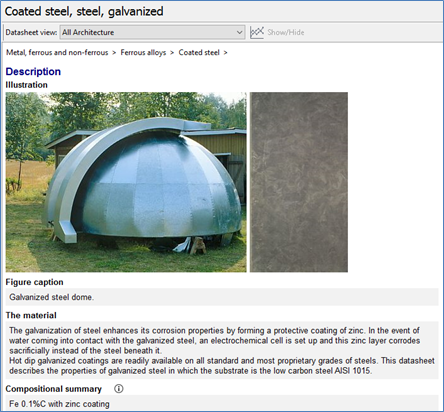 Coated steel, steel, galvanized
Datasheet view: All Architecture Show/Hide
Metal, ferrous and non-ferrous > Ferrous alloys > Coated steel >
Description
Illustration
Figure caption
Galvanized steel dome.
The material
The galvanization of steel enhances its corrosion properties by forming a protective coating of zinc. In the event of
water coming into contact with the galvanized steel, an electrochemical cell is set up and this zinc layer corrodes
sacrificially instead of the steel beneath it.
Hot dip galvanized coatings are readily available on all standard and most proprietary grades of steels. This datasheet
describes the properties of galvanized steel in which the substrate is the low carbon steel AISI 1015.
Compositional summary
Fe 0.1%C with zinc coating